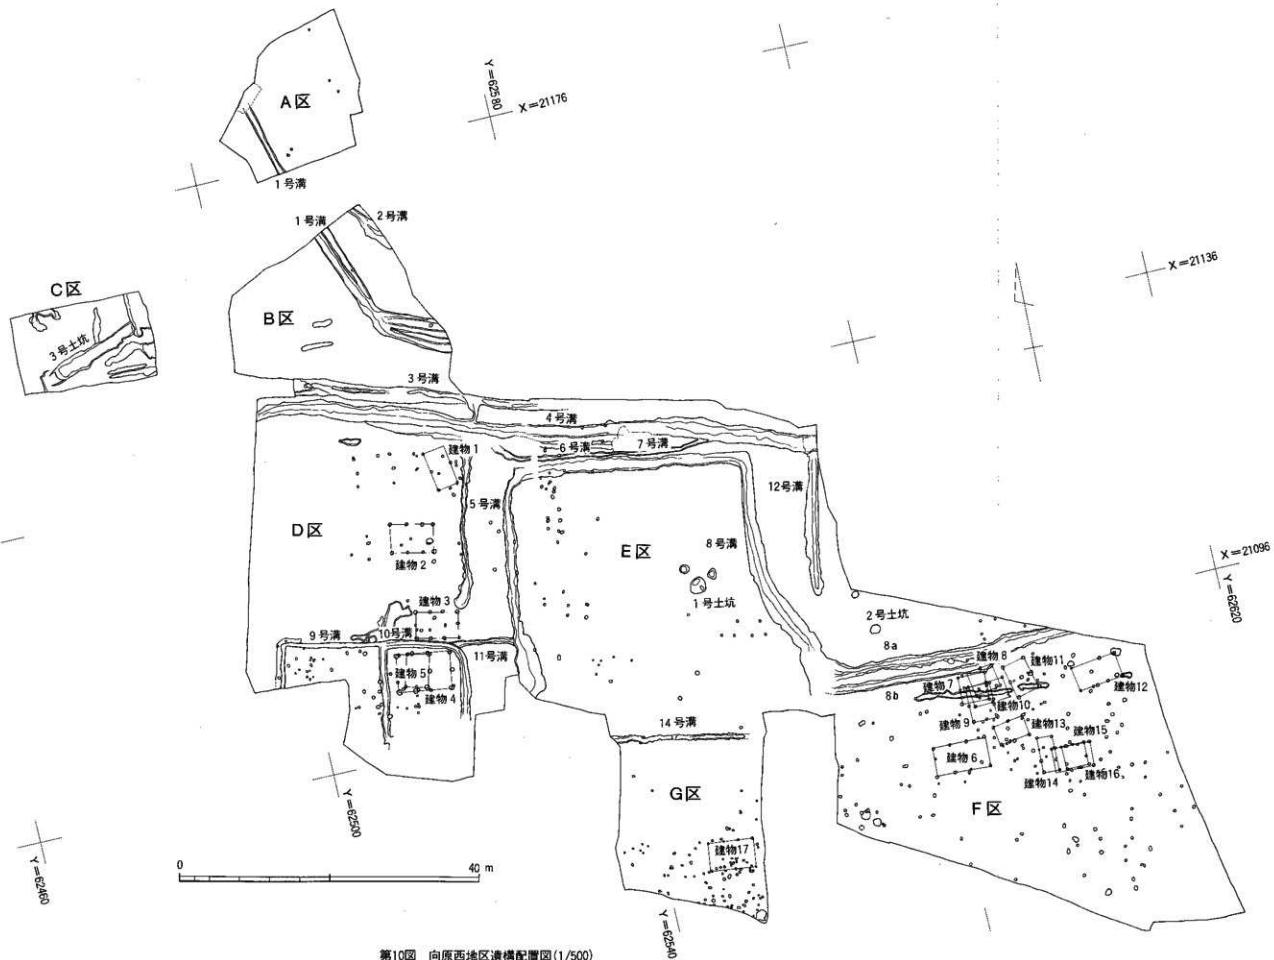 A区
1号溝
Y=62580
X=21176
1号溝
2号溝
X=21136
C区
3号土坑
B区
3号溝
4号溝
6号溝
7号溝
建物1
5号溝
12号溝
D区
建物2
E区
8号溝
1号土坑
X=21096
Y=62620
建物3
9号溝
10号溝
11号溝
建物5
建物4
2号土坑
8a
8b
建物8
建物11
建物7
建物12
建物10
建物9
建物13
建物15
建物6
建物14
建物16
14号溝
G区
F区
建物17
Y=62500
Y=62460
0
40 m
Y=62540
第10図 向原西地区遺構配置図(1/500)